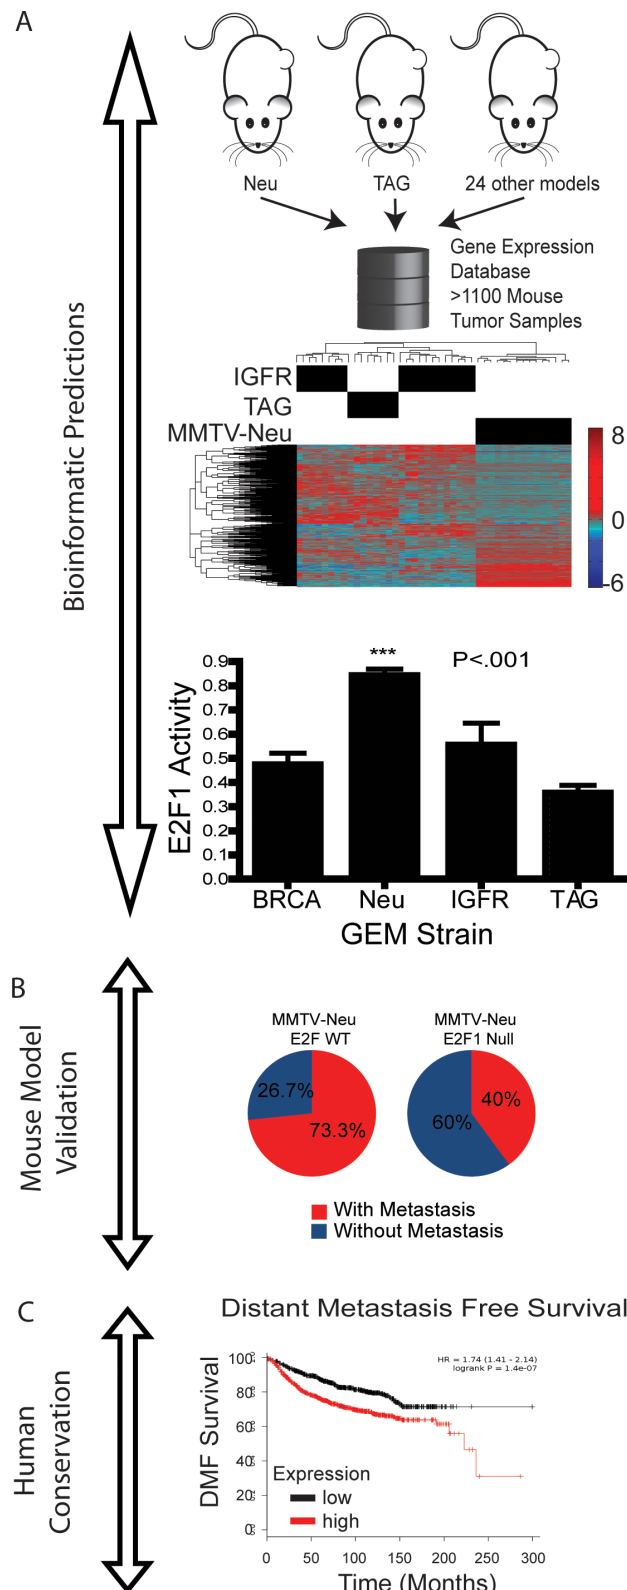 A
Bioinformatic Predictions
Neu
TAG
24 other models
Gene Expression
Database
>1100 Mouse
Tumor Samples
IGFR
TAG
MMTV-Neu
8
0
-6
***
P<.001
E2F1 Activity
0.9
0.8
0.7
0.6
0.5
0.4
0.3
0.2
0.1
0.0
BRCA
Neu
IGFR
TAG
GEM Strain
B
Mouse Model
Validation
MMTV-Neu
E2F WT
MMTV-Neu
E2F1 Null
26.7%
73.3%
40%
60%
With Metastasis
Without Metastasis
C
Human
Conservation
Distant Metastasis Free Survival
HR = 1.74 (1.41 - 2.14)
logrank P = 1.4e-07
DMF Survival
100
80
60
40
20
0
Expression
low
high
0 50 100 150 200 250 300
Time (Months)